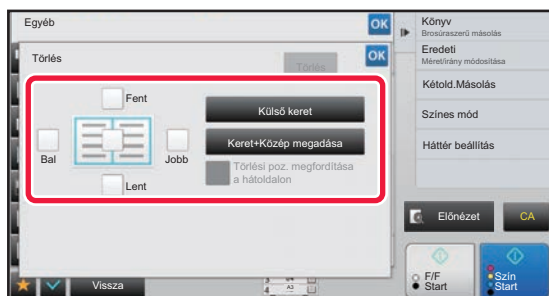 Egyéb
OK
Törlés
Törlés
OK
Fent
Bal
Jobb
Lent
Külső keret
Keret+Közép megadása
Törlési poz. megfordítása
a hátoldalon
Vissza
Könyv
Brosúraszerű másolás
Eredeti
Méret/irány módosítása
Kétold.Másolás
Színes mód
Háttér beállítás
Előnézet
CA
F/F
Start
Szín
Start